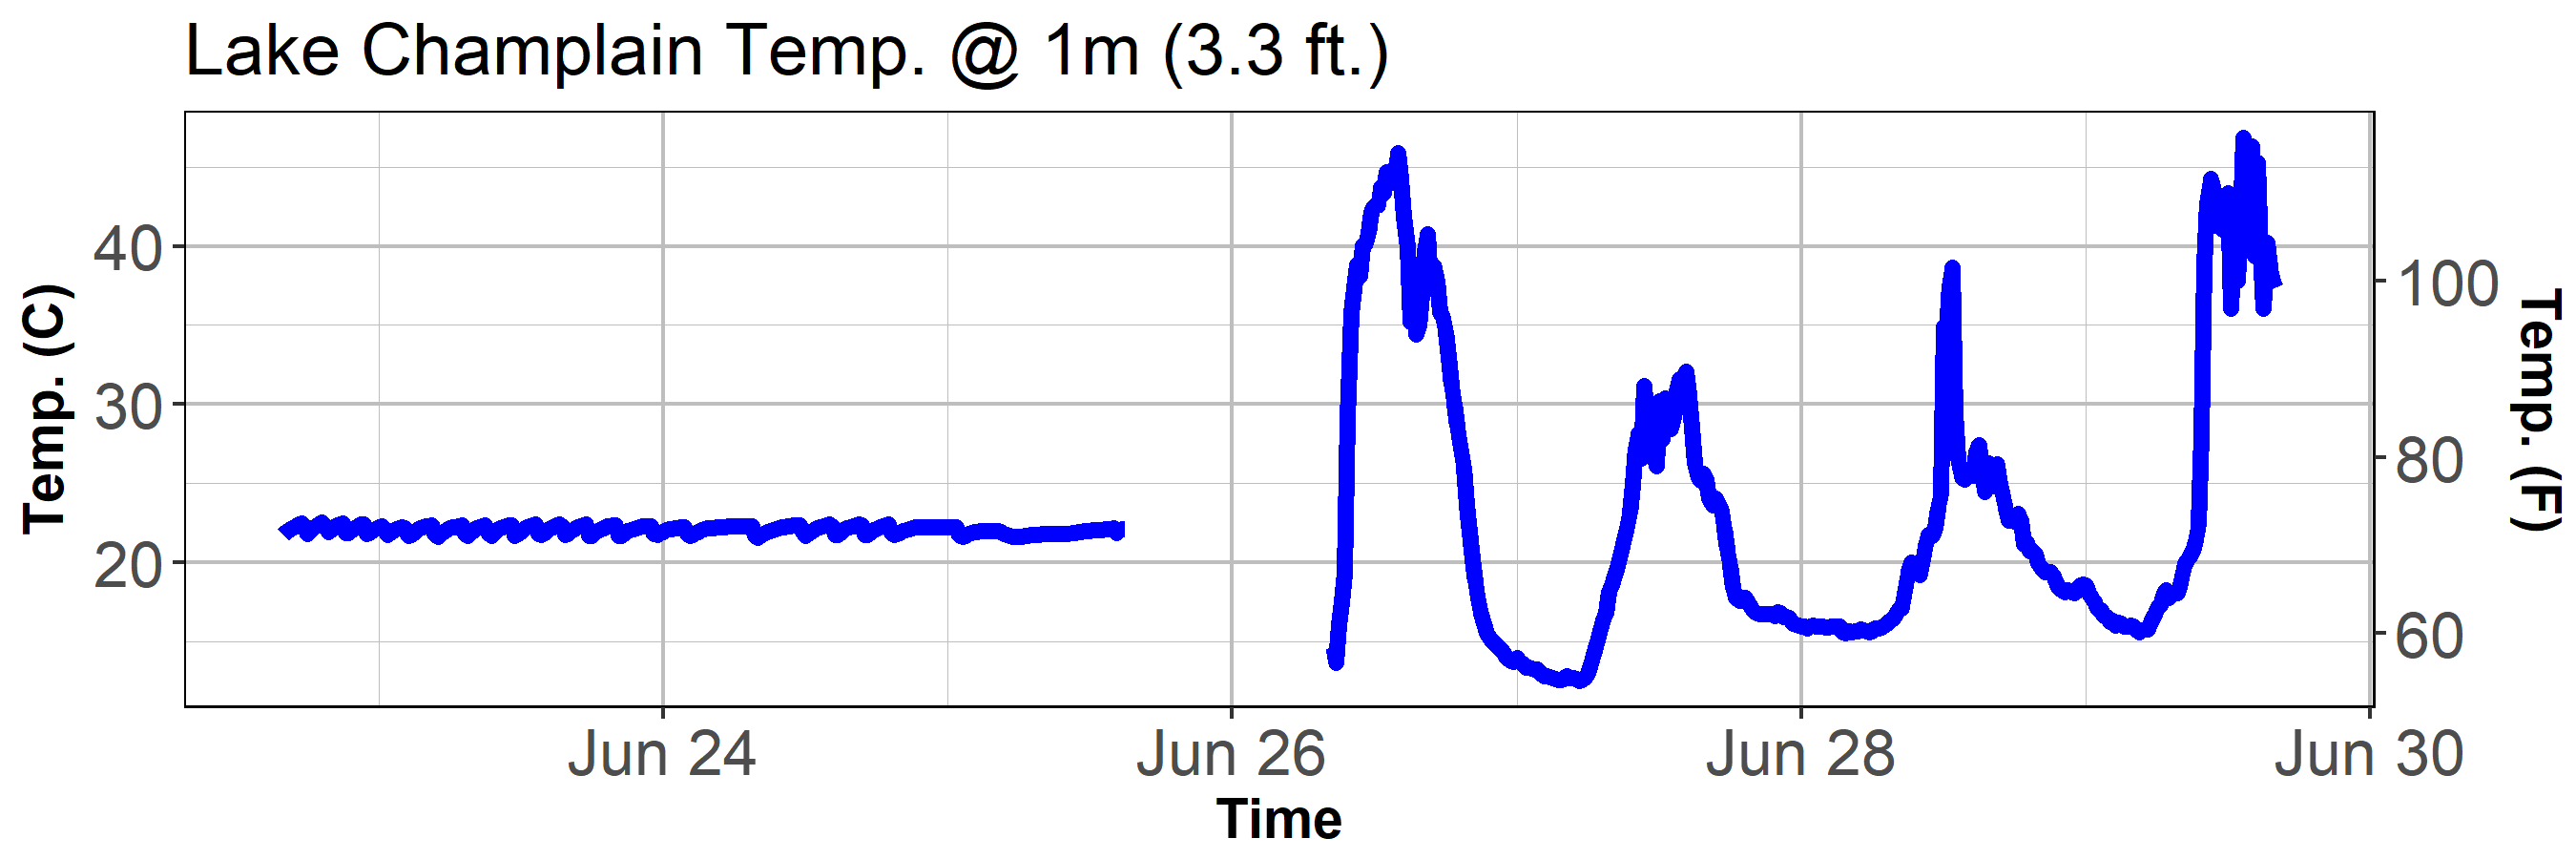 Lake Champlain Temp. @ 1m (3.3 ft.)
Temp. (C)
40
30
20
100
80
60
Temp. (F)
Jun 24
Jun 26
Jun 28
Jun 30
Time